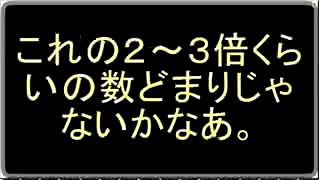 これの２～３倍くら
いの数どまりじゃ
ないかなあ。